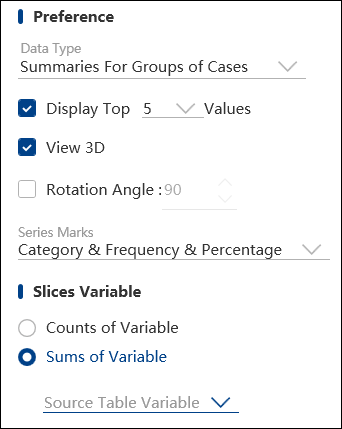 Preference
Data Type
Summaries For Groups of Cases
Display Top 5 Values
View 3D
Rotation Angle : 90
Series Marks
Category & Frequency & Percentage
Slices Variable
Counts of Variable
Sums of Variable
Source Table Variable